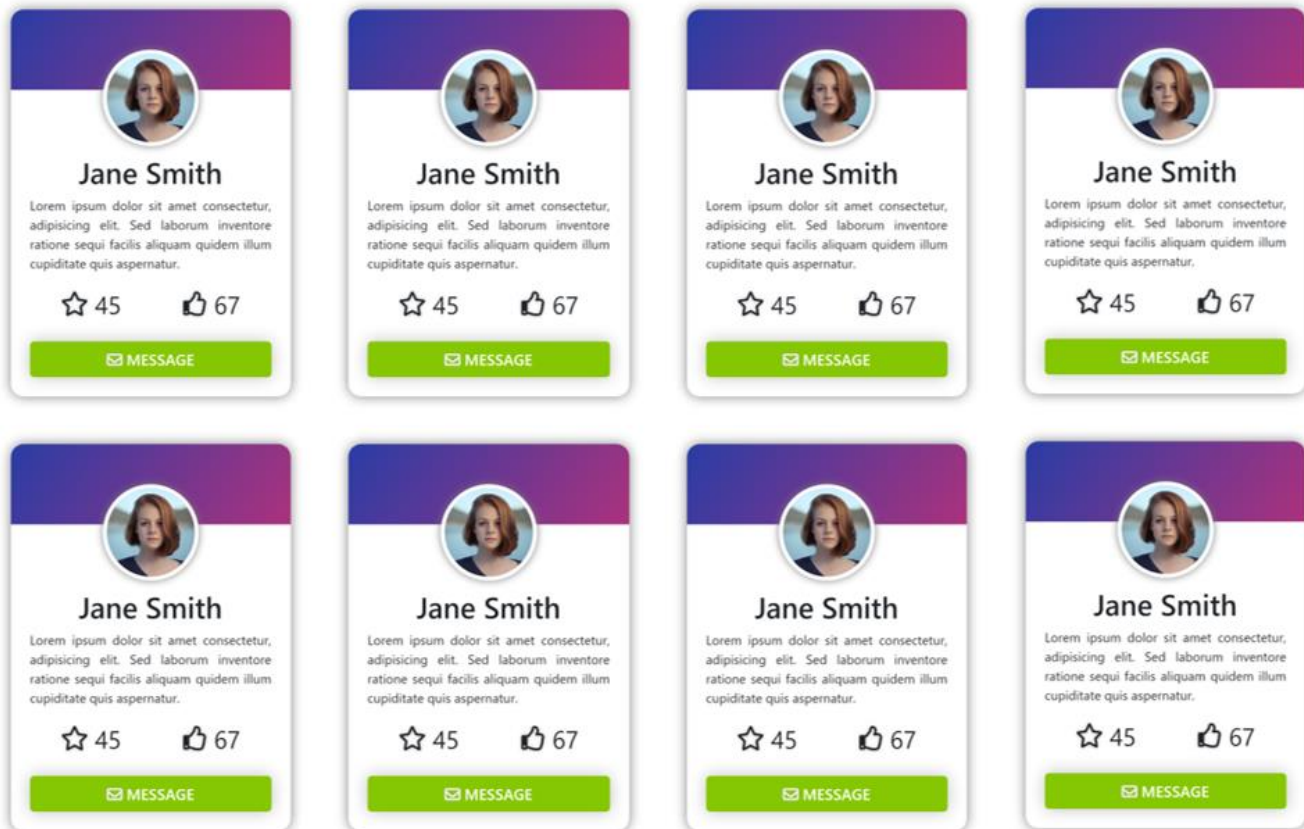 Jane Smith
Lorem ipsum dolor sit amet consectetur,
adipisicing elit. Sed laborum inventore
ratione sequi facilis aliquam quidem illum
cupiditate quis aspernatur.
45 67
MESSAGE
Jane Smith
Lorem ipsum dolor sit amet consectetur,
adipisicing elit. Sed laborum inventore
ratione sequi facilis aliquam quidem illum
cupiditate quis aspernatur.
45 67
MESSAGE
Jane Smith
Lorem ipsum dolor sit amet consectetur,
adipisicing elit. Sed laborum inventore
ratione sequi facilis aliquam quidem illum
cupiditate quis aspernatur.
45 67
MESSAGE
Jane Smith
Lorem ipsum dolor sit amet consectetur,
adipisicing elit. Sed laborum inventore
ratione sequi facilis aliquam quidem illum
cupiditate quis aspernatur.
45 67
MESSAGE
Jane Smith
Lorem ipsum dolor sit amet consectetur,
adipisicing elit. Sed laborum inventore
ratione sequi facilis aliquam quidem illum
cupiditate quis aspernatur.
45 67
MESSAGE
Jane Smith
Lorem ipsum dolor sit amet consectetur,
adipisicing elit. Sed laborum inventore
ratione sequi facilis aliquam quidem illum
cupiditate quis aspernatur.
45 67
MESSAGE
Jane Smith
Lorem ipsum dolor sit amet consectetur,
adipisicing elit. Sed laborum inventore
ratione sequi facilis aliquam quidem illum
cupiditate quis aspernatur.
45 67
MESSAGE
Jane Smith
Lorem ipsum dolor sit amet consectetur,
adipisicing elit. Sed laborum inventore
ratione sequi facilis aliquam quidem illum
cupiditate quis aspernatur.
45 67
MESSAGE